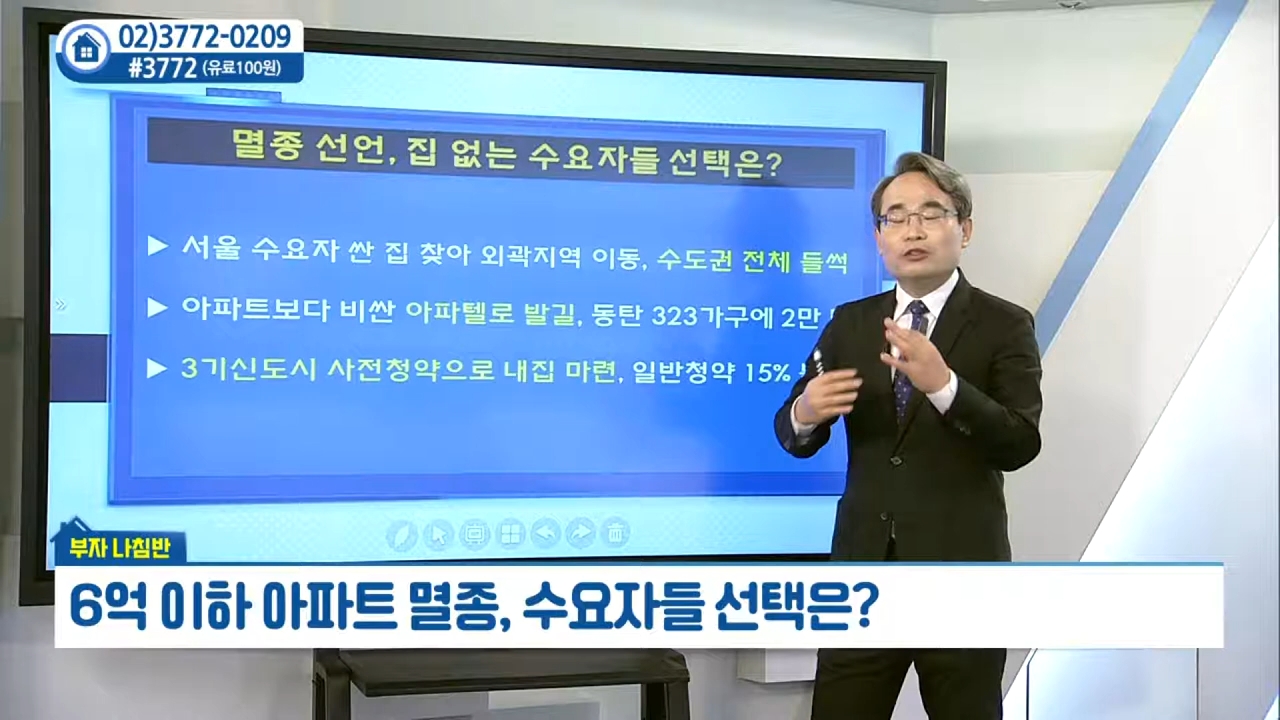 02)3772-0209
#3772 (유료100원)
멸종 선언, 집 없는 수요자들 선택은?
▶ 서울 수요자 싼 집 찾아 외곽지역 이동, 수도권 전체 들썩
▶ 아파트보다 비싼 아파텔로 발길, 동탄 323가구에 2만
▶ 3기신도시 사전청약으로 내집 마련, 일반청약 15%
부자 나침반
6억 이하 아파트 멸종, 수요자들 선택은?